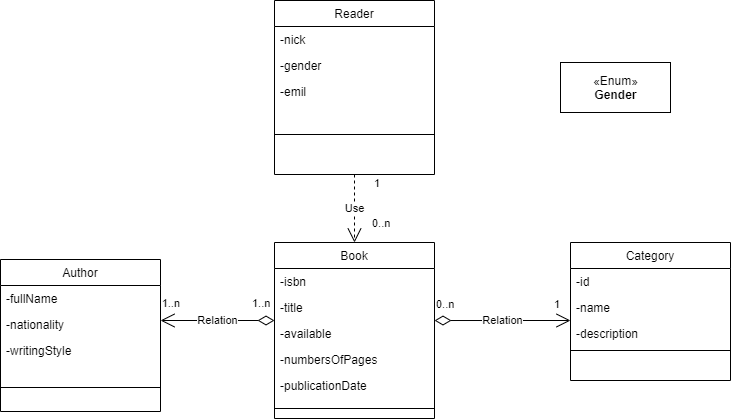 Reader
-nick
-gender
-emil
«Enum»
Gender
1
Use
0..n
Author
-fullName
-nationality
-writingStyle
1..n
Relation
1..n
Book
-isbn
-title
-available
-numbersOfPages
-publicationDate
0..n
Relation
1
Category
-id
-name
-description